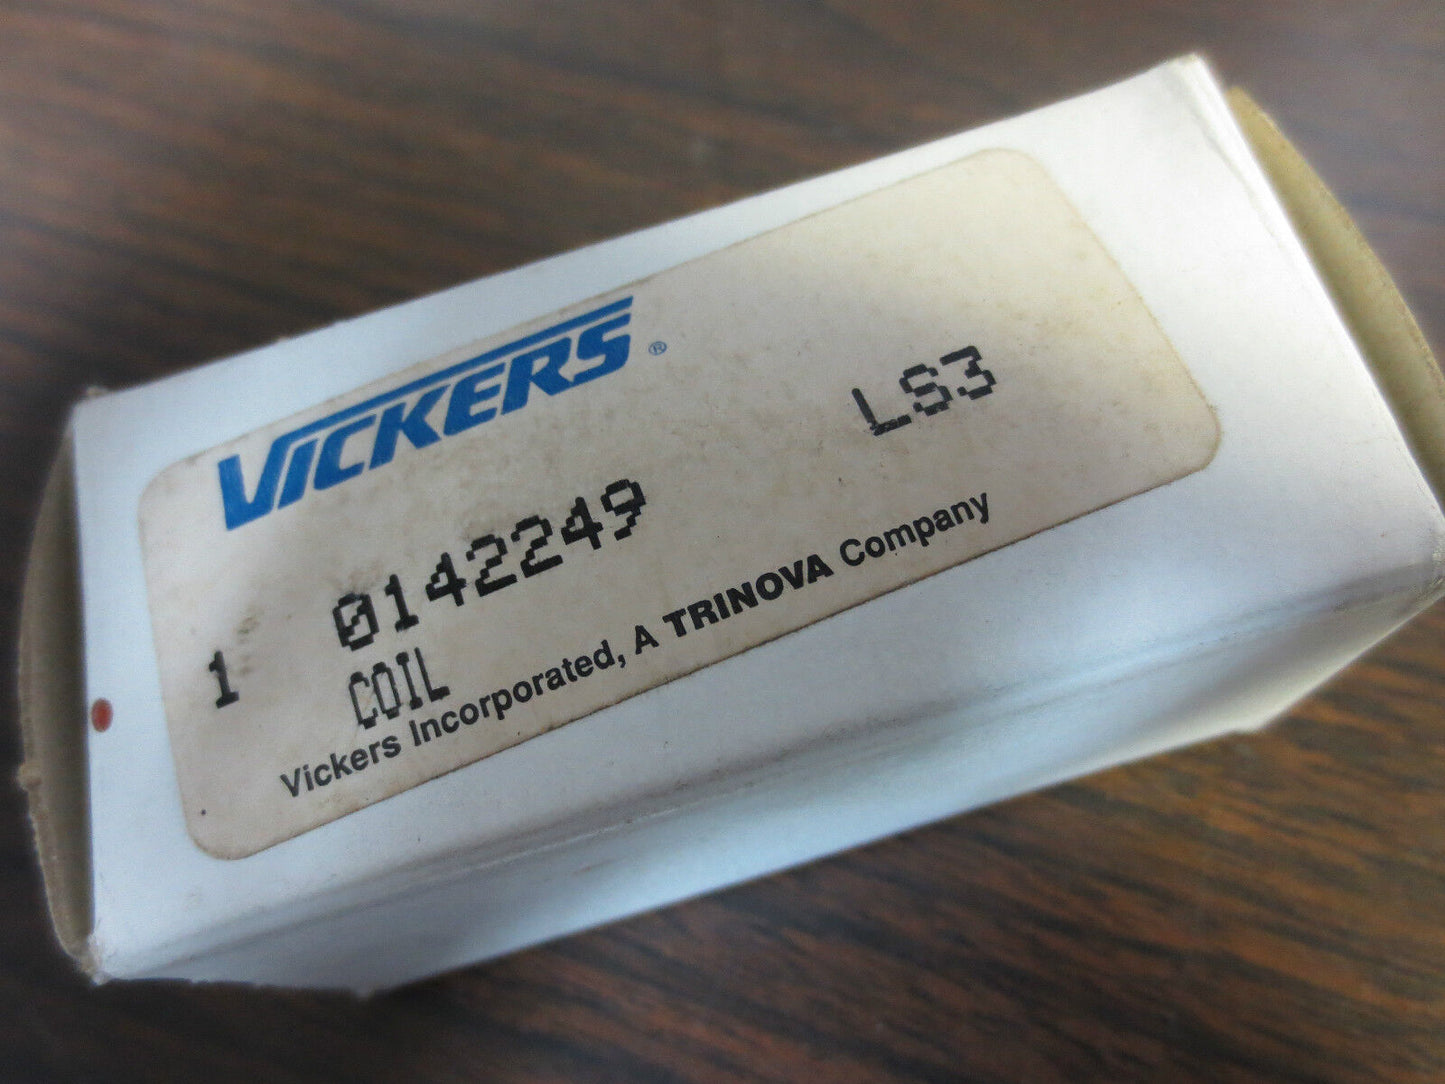 VICKERS®
LS3
1 0142249
COIL
Vickers Incorporated, A TRINOVA Company